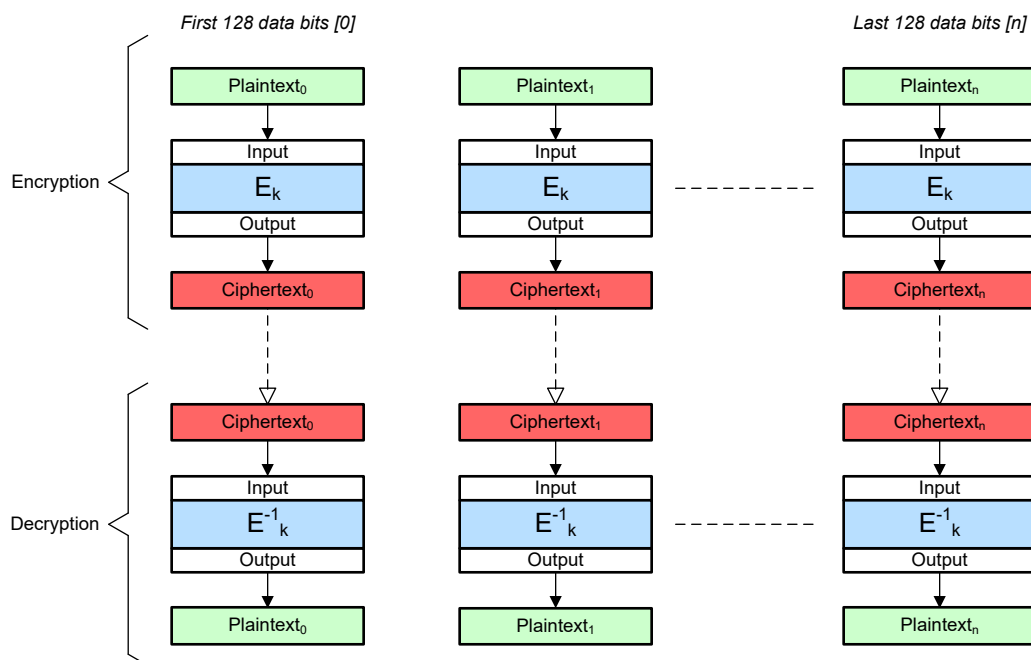 First 128 data bits [0]
Last 128 data bits [n]
Plaintext₀
Plaintext₁
Plaintextₙ
Input
Input
Input
Encryption
Eₖ
Eₖ
Eₖ
Output
Output
Output
Ciphertext₀
Ciphertext₁
Ciphertextₙ
Ciphertext₀
Ciphertext₁
Ciphertextₙ
Input
Input
Input
Decryption
E⁻¹ₖ
E⁻¹ₖ
E⁻¹ₖ
Output
Output
Output
Plaintext₀
Plaintext₁
Plaintextₙ